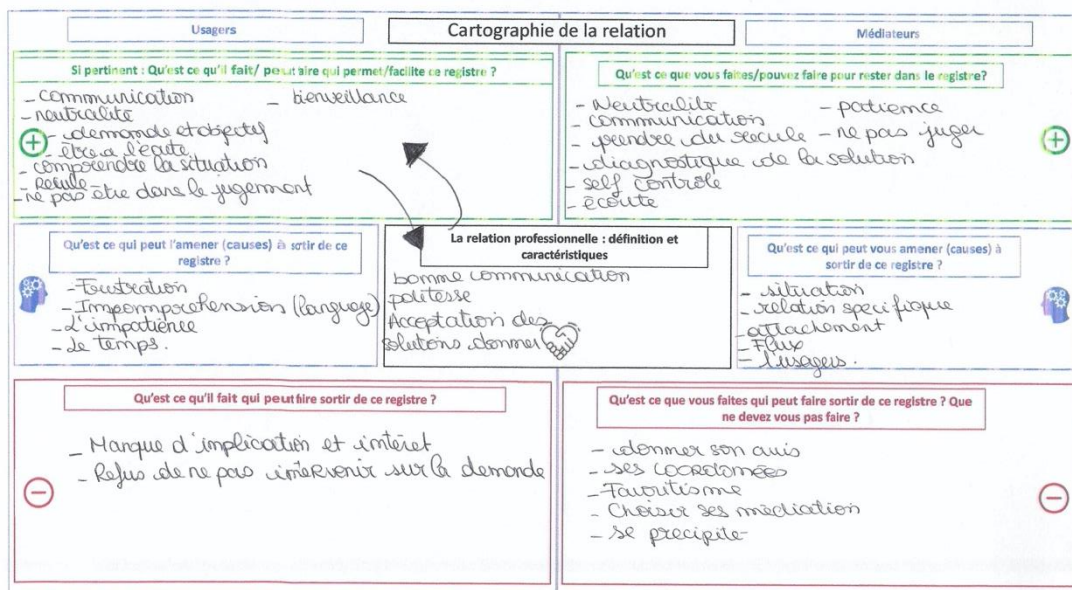 Usagers
Cartographie de la relation
Médiateurs
Si pertinent : Qu'est ce qu'il fait/ peut aire qui permet/facilite ce registre ?
- communication
- bienveillance
- neutralité
- demande et objectif
- être a l'écoute
- comprendre la situation
- Recule
- ne pas être dans le jugement
Qu'est ce que vous faites/pouvez faire pour rester dans le registre?
- Neutralité
- patience
- communication
- prendre du recule
- ne pas juger
- diagnostique de la solution
- self contrôle
- écoute
Qu'est ce qui peut l'amener (causes) à sortir de ce
registre ?
- Frustration
- Imcompréhension (language)
- L'impatience
- Le temps.
La relation professionnelle : définition et
caractéristiques
bonne communication
politesse
Acceptation des
solutons donner
Qu'est ce qui peut vous amener (causes) à
sortir de ce registre ?
- situation
- relation spécifique
- attachement
- Flux
- l'usagers.
Qu'est ce qu'il fait qui peut fiire sortir de ce registre ?
- Manque d'implication et intéret
- Refus de ne pas intervenir sur la demande
Qu'est ce que vous faites qui peut faire sortir de ce registre ? Que
ne devez vous pas faire ?
- donner son avis
- ses coordonnées
- Favoritisme
- Choisir ses médiation
- se précipite